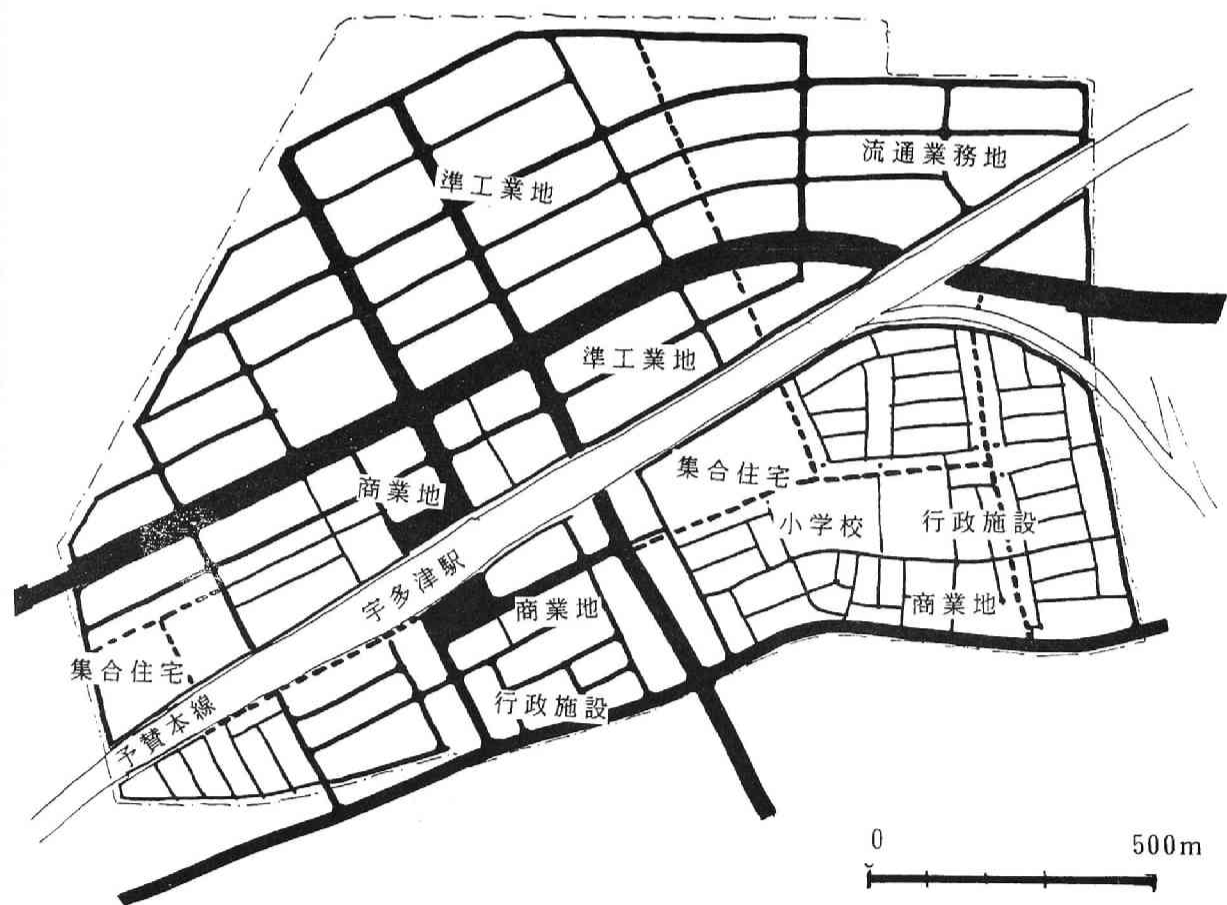 流通業務地
準工業地
準工業地
集合住宅
商業地
小学校
行政施設
宇多津駅
商業地
商業地
集合住宅
行政施設
予賛本線
0 500m